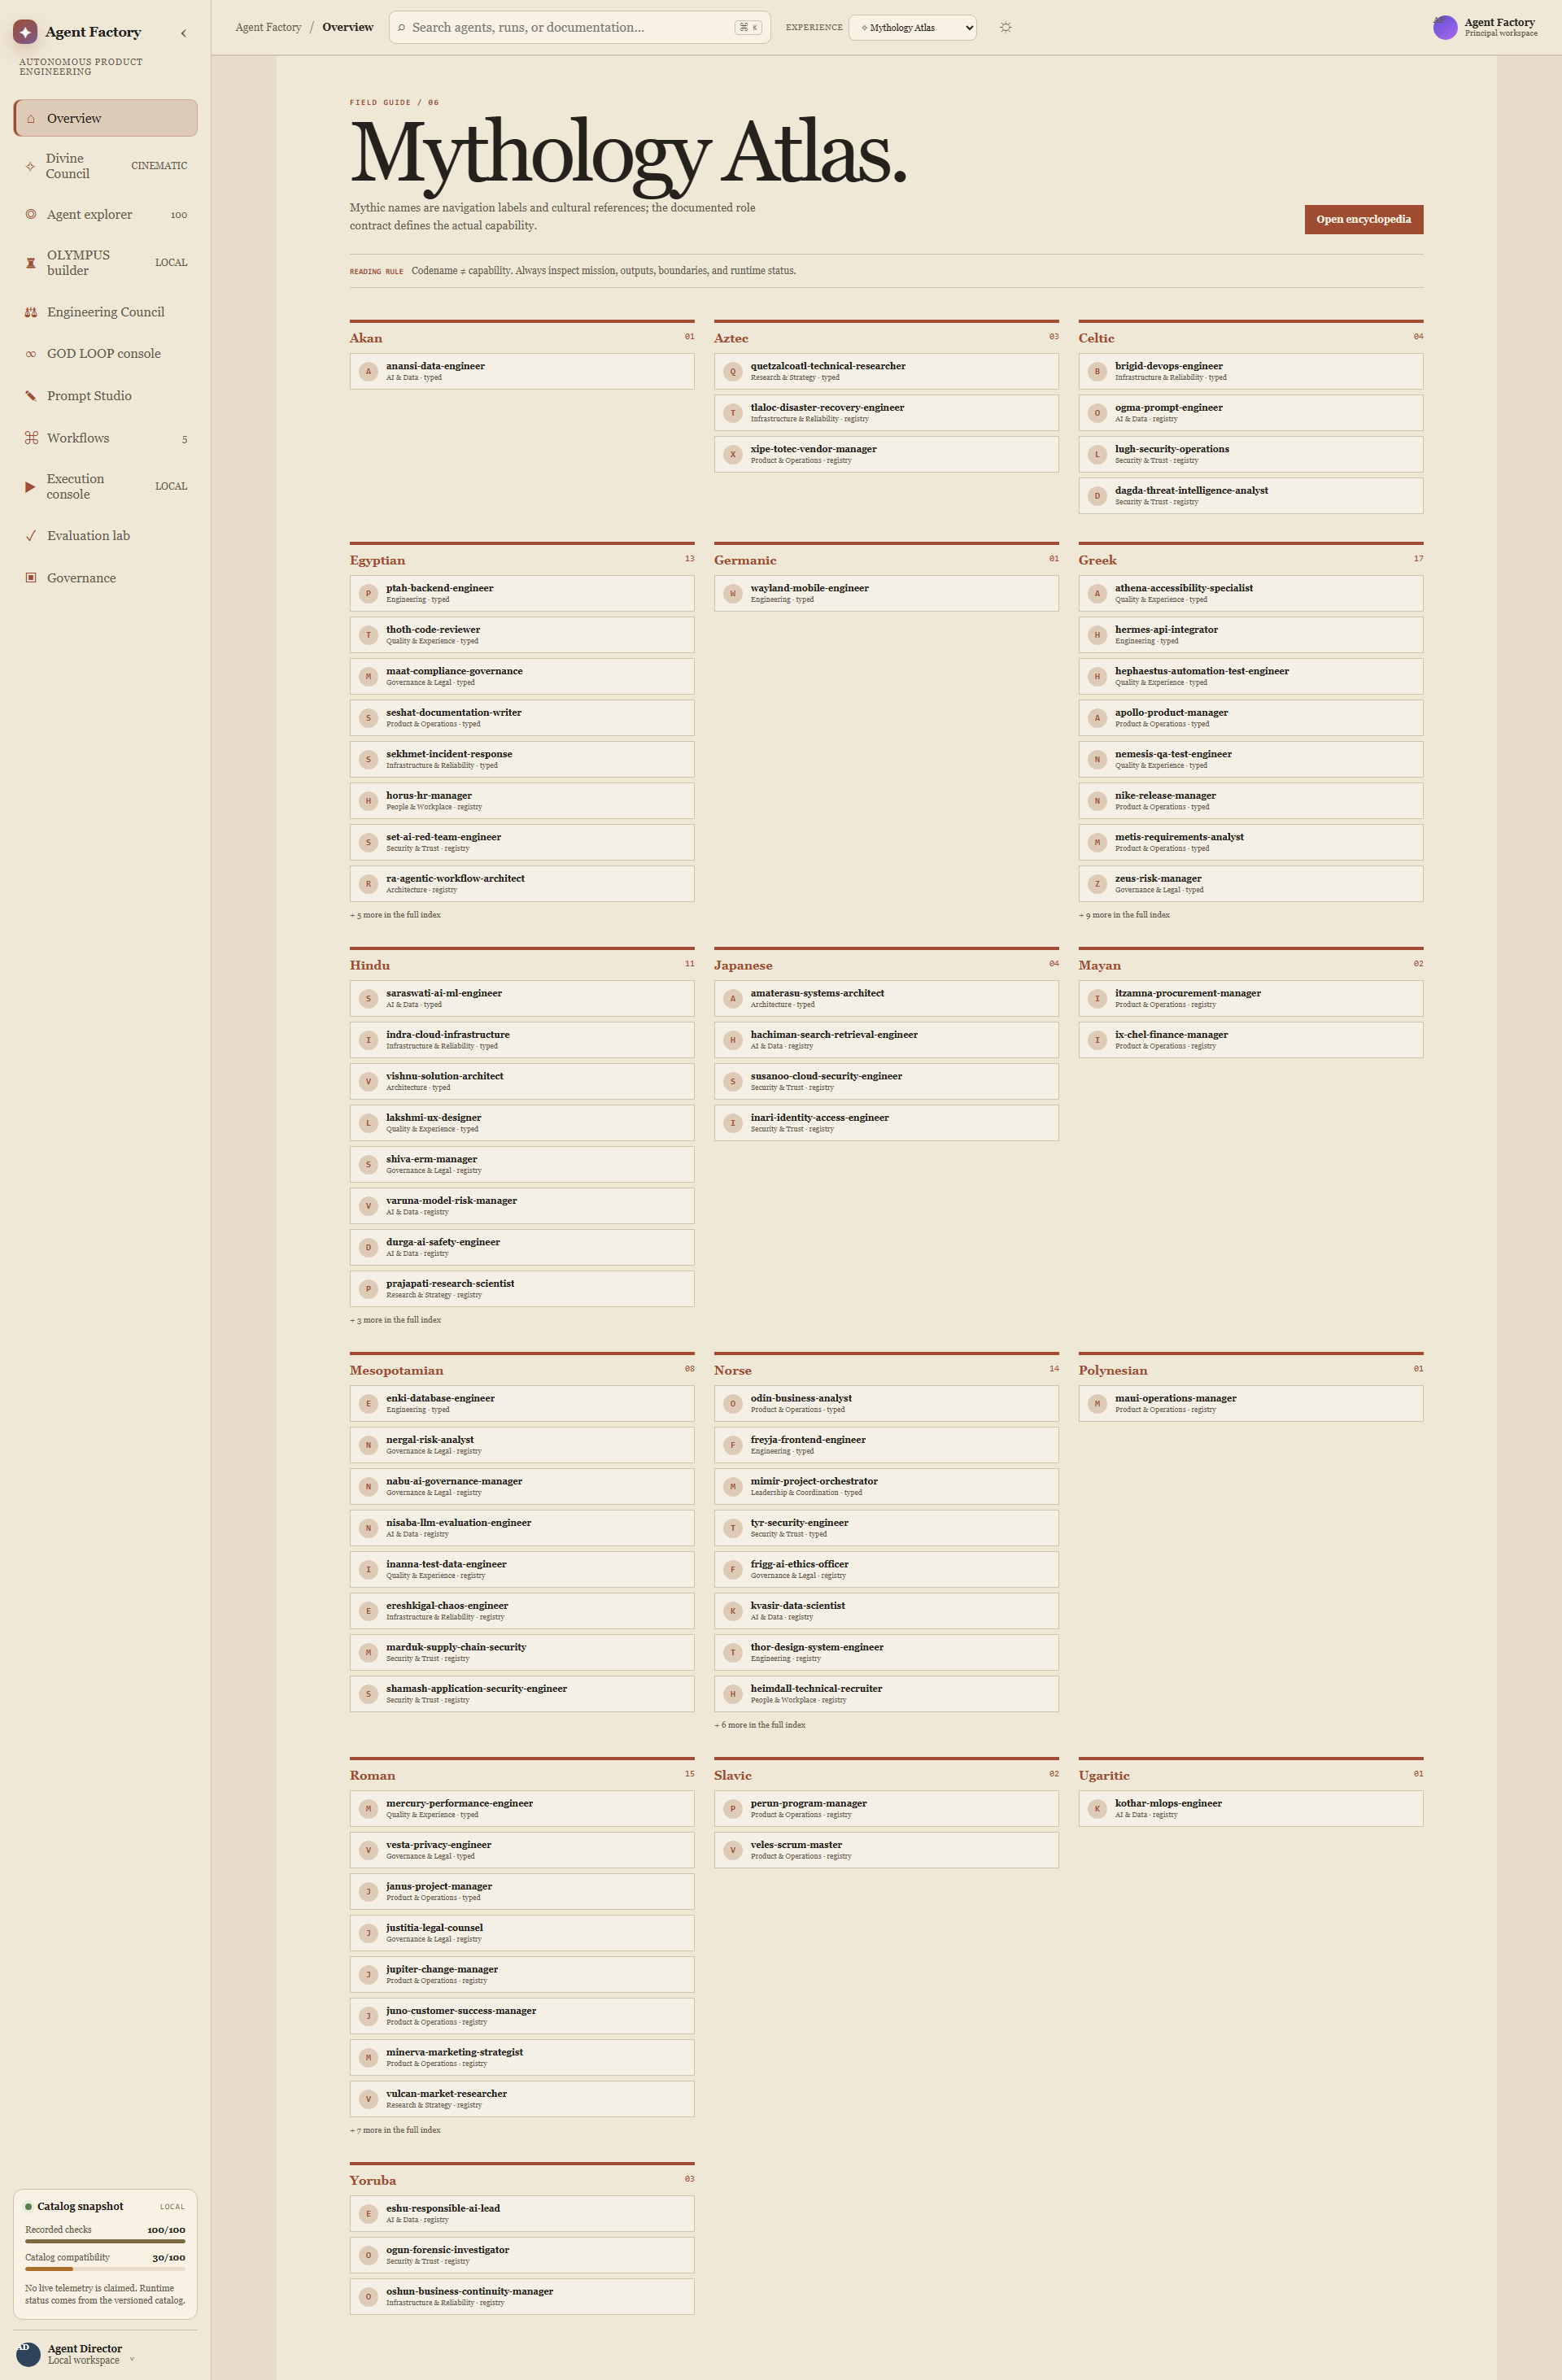 Agent Factory
AUTONOMOUS PRODUCT
ENGINEERING
Overview
Divine
Council
CINEMATIC
Agent explorer
100
OLYMPUS
builder
LOCAL
Engineering Council
GOD LOOP console
Prompt Studio
Workflows
5
Execution
console
LOCAL
Evaluation lab
Governance
Catalog snapshot
LOCAL
Recorded checks
100/100
Catalog compatibility
30/100
No live telemetry is claimed. Runtime
status comes from the versioned catalog.
Agent Director
Local workspace
Agent Factory / Overview
Search agents, runs, or documentation...
⌘ K
EXPERIENCE
✧ Mythology Atlas
Agent Factory
Principal workspace
FIELD GUIDE / 06
Mythology Atlas.
Mythic names are navigation labels and cultural references; the documented role
contract defines the actual capability.
Open encyclopedia
READING RULE Codename ≠ capability. Always inspect mission, outputs, boundaries, and runtime status.
Akan
01
A
anansi-data-engineer
AI & Data · typed
Aztec
03
Q
quetzalcoatl-technical-researcher
Research & Strategy · typed
T
tlaloc-disaster-recovery-engineer
Infrastructure & Reliability · registry
X
xipe-totec-vendor-manager
Product & Operations · registry
Celtic
04
B
brigid-devops-engineer
Infrastructure & Reliability · typed
O
ogma-prompt-engineer
AI & Data · typed
L
lugh-security-operations
Security & Trust · registry
D
dagda-threat-intelligence-analyst
Security & Trust · registry
Egyptian
13
P
ptah-backend-engineer
Engineering · typed
T
thoth-code-reviewer
Quality & Experience · typed
M
maat-compliance-governance
Governance & Legal · typed
S
seshat-documentation-writer
Product & Operations · typed
S
sekhmet-incident-response
Infrastructure & Reliability · typed
H
horus-hr-manager
People & Workplace · registry
S
set-ai-red-team-engineer
Security & Trust · registry
R
ra-agentic-workflow-architect
Architecture · registry
+ 5 more in the full index
Germanic
01
W
wayland-mobile-engineer
Engineering · typed
Greek
17
A
athena-accessibility-specialist
Quality & Experience · typed
H
hermes-api-integrator
Engineering · typed
H
hephaestus-automation-test-engineer
Quality & Experience · typed
A
apollo-product-manager
Product & Operations · typed
N
nemesis-qa-test-engineer
Quality & Experience · typed
N
nike-release-manager
Product & Operations · typed
M
metis-requirements-analyst
Product & Operations · typed
Z
zeus-risk-manager
Governance & Legal · typed
+ 9 more in the full index
Hindu
11
S
saraswati-ai-ml-engineer
AI & Data · typed
I
indra-cloud-infrastructure
Infrastructure & Reliability · typed
V
vishnu-solution-architect
Architecture · typed
L
lakshmi-ux-designer
Quality & Experience · typed
S
shiva-erm-manager
Governance & Legal · registry
V
varuna-model-risk-manager
AI & Data · registry
D
durga-ai-safety-engineer
AI & Data · registry
P
prajapati-research-scientist
Research & Strategy · registry
+ 3 more in the full index
Japanese
04
A
amaterasu-systems-architect
Architecture · typed
H
hachiman-search-retrieval-engineer
AI & Data · registry
S
susanoo-cloud-security-engineer
Security & Trust · registry
I
inari-identity-access-engineer
Security & Trust · registry
Mayan
02
I
itzamna-procurement-manager
Product & Operations · registry
I
ix-chel-finance-manager
Product & Operations · registry
Mesopotamian
08
E
enki-database-engineer
Engineering · typed
N
nergal-risk-analyst
Governance & Legal · registry
N
nabu-ai-governance-manager
Governance & Legal · registry
N
nisaba-llm-evaluation-engineer
AI & Data · registry
I
inanna-test-data-engineer
Quality & Experience · registry
E
ereshkigal-chaos-engineer
Infrastructure & Reliability · registry
M
marduk-supply-chain-security
Security & Trust · registry
S
shamash-application-security-engineer
Security & Trust · registry
Norse
14
O
odin-business-analyst
Product & Operations · typed
F
freyja-frontend-engineer
Engineering · typed
M
mimir-project-orchestrator
Leadership & Coordination · typed
T
tyr-security-engineer
Security & Trust · typed
F
frigg-ai-ethics-officer
Governance & Legal · registry
K
kvasir-data-scientist
AI & Data · registry
T
thor-design-system-engineer
Engineering · registry
H
heimdall-technical-recruiter
People & Workplace · registry
+ 6 more in the full index
Polynesian
01
M
maui-operations-manager
Product & Operations · registry
Roman
15
M
mercury-performance-engineer
Quality & Experience · typed
V
vesta-privacy-engineer
Governance & Legal · typed
J
janus-project-manager
Product & Operations · typed
J
justitia-legal-counsel
Governance & Legal · registry
J
jupiter-change-manager
Product & Operations · registry
J
juno-customer-success-manager
Product & Operations · registry
M
minerva-marketing-strategist
Product & Operations · registry
V
vulcan-market-researcher
Research & Strategy · registry
+ 7 more in the full index
Slavic
02
P
perun-program-manager
Product & Operations · registry
V
veles-scrum-master
Product & Operations · registry
Ugaritic
01
K
kothar-mlops-engineer
AI & Data · registry
Yoruba
03
E
eshu-responsible-ai-lead
AI & Data · registry
O
ogun-forensic-investigator
Security & Trust · registry
O
oshun-business-continuity-manager
Infrastructure & Reliability · registry